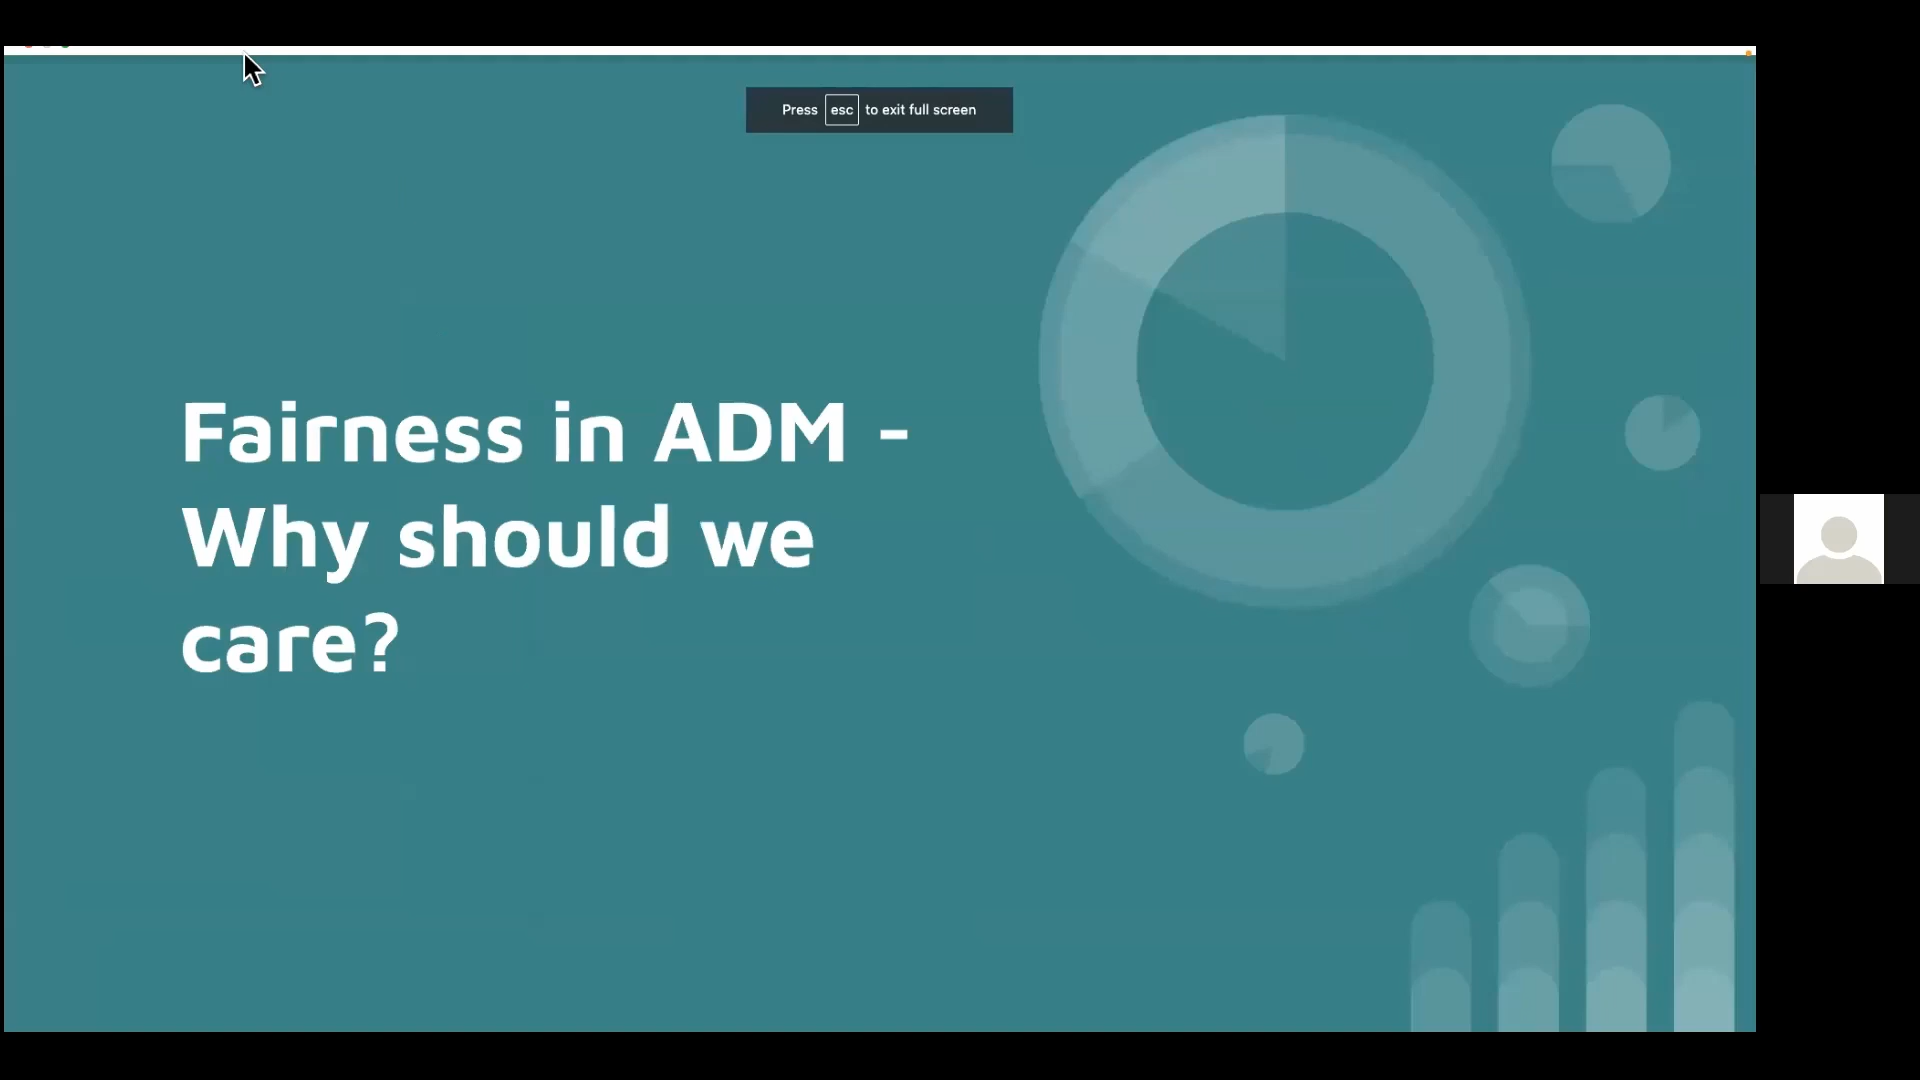 Press esc to exit full screen
Fairness in ADM -
Why should we
care?